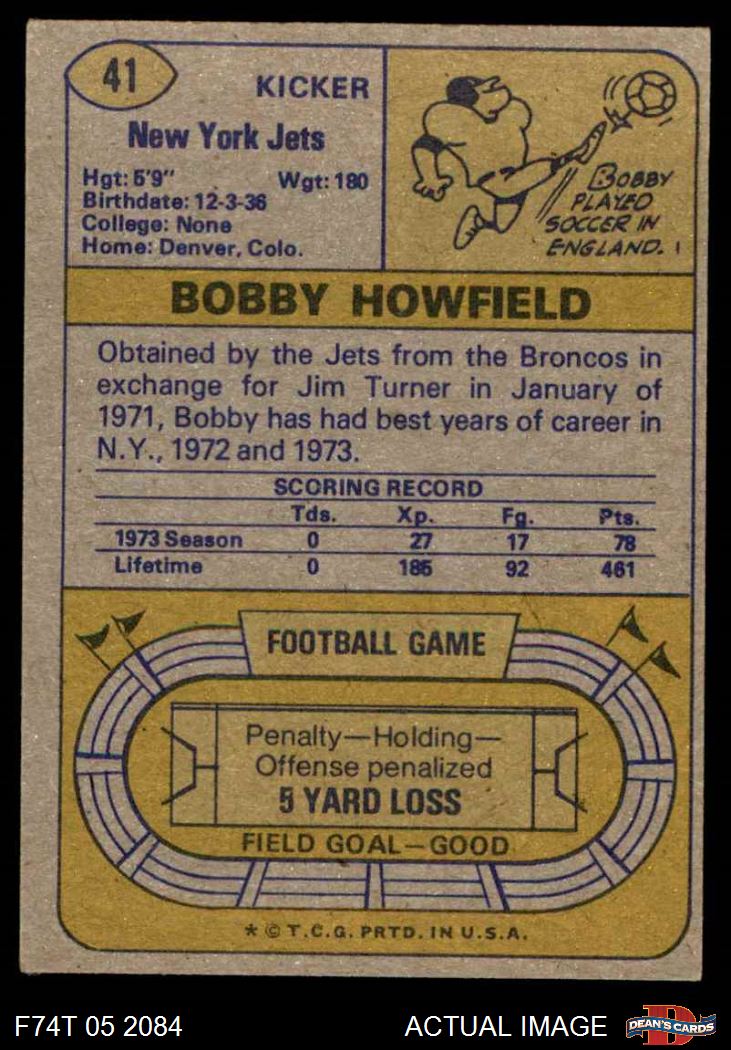 41
KICKER
New York Jets
Hgt: 5'9" Wgt: 180
Birthdate: 12-3-36
College: None
Home: Denver, Colo.
BOBBY
PLAYED
SOCCER IN
ENGLAND.
BOBBY HOWFIELD
Obtained by the Jets from the Broncos in
exchange for Jim Turner in January of
1971, Bobby has had best years of career in
N.Y., 1972 and 1973.
SCORING RECORD
Tds. Xp. Fg. Pts.
1973 Season 0 27 17 78
Lifetime 0 185 92 461
FOOTBALL GAME
Penalty—Holding—
Offense penalized
5 YARD LOSS
FIELD GOAL—GOOD
* © T.C.G. PRTD. IN U.S.A.
F74T 05 2084 ACTUAL IMAGE
D
DEAN'S CARDS